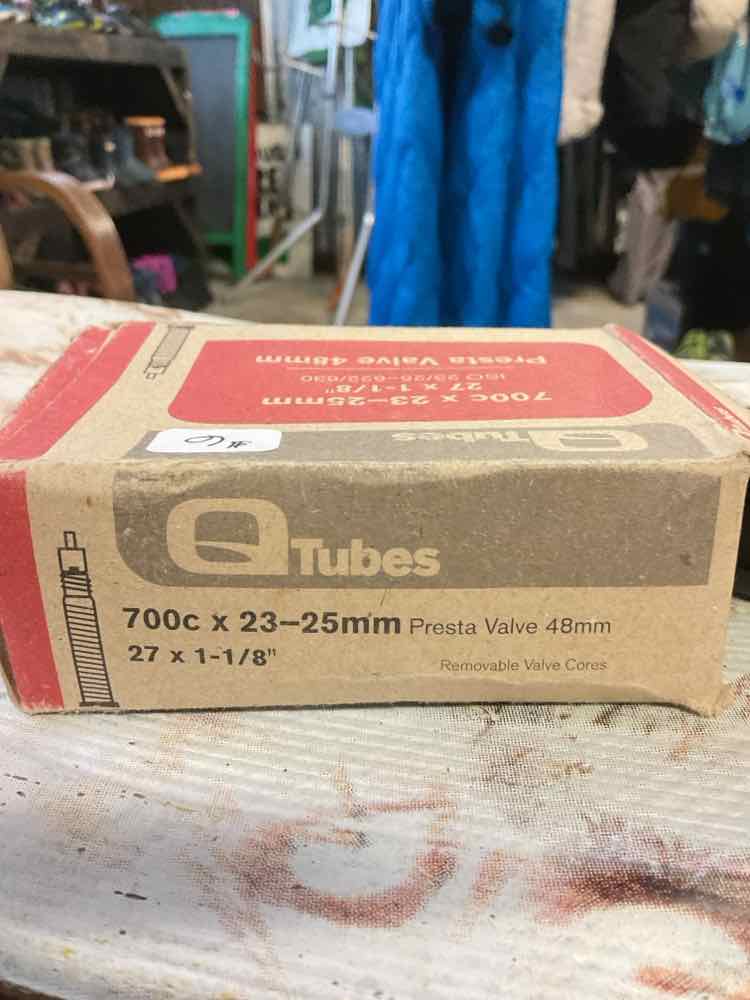 Presta Valve 48mm
ISO 23/25-622/630
27 x 1-1/8"
700c x 23-25mm
Q Tubes
#6
Q Tubes
700c x 23-25mm Presta Valve 48mm
27 x 1-1/8"
Removable Valve Cores